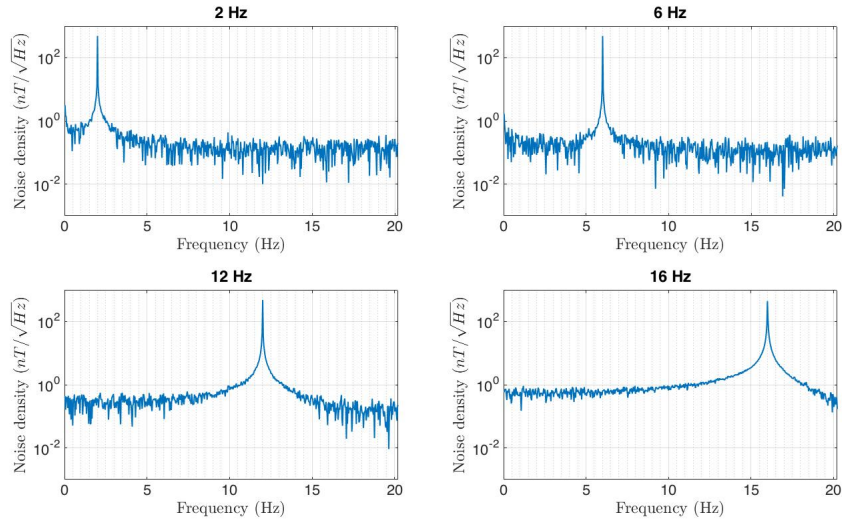 2 Hz
Noise density (nT/√Hz)
10^2
10^0
10^-2
0 5 10 15 20
Frequency (Hz)
6 Hz
Noise density (nT/√Hz)
10^2
10^0
10^-2
0 5 10 15 20
Frequency (Hz)
12 Hz
Noise density (nT/√Hz)
10^2
10^0
10^-2
0 5 10 15 20
Frequency (Hz)
16 Hz
Noise density (nT/√Hz)
10^2
10^0
10^-2
0 5 10 15 20
Frequency (Hz)